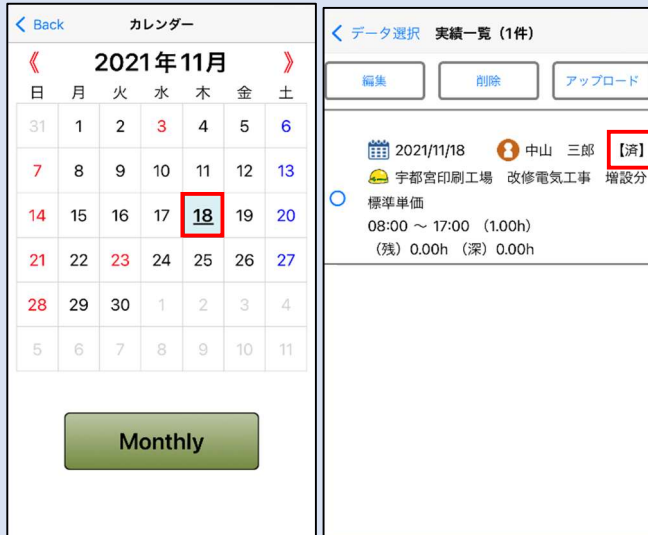 Back カレンダー
《 2021年11月 》
日 月 火 水 木 金 土
31 1 2 3 4 5 6
7 8 9 10 11 12 13
14 15 16 17 18 19 20
21 22 23 24 25 26 27
28 29 30 1 2 3 4
5 6 7 8 9 10 11
Monthly
データ選択 実績一覧（1件）
編集 削除 アップロード
2021/11/18 中山 三郎 【済】
宇都宮印刷工場 改修電気工事 増設分
標準単価
08:00 ～ 17:00 （1.00h）
（残）0.00h （深）0.00h